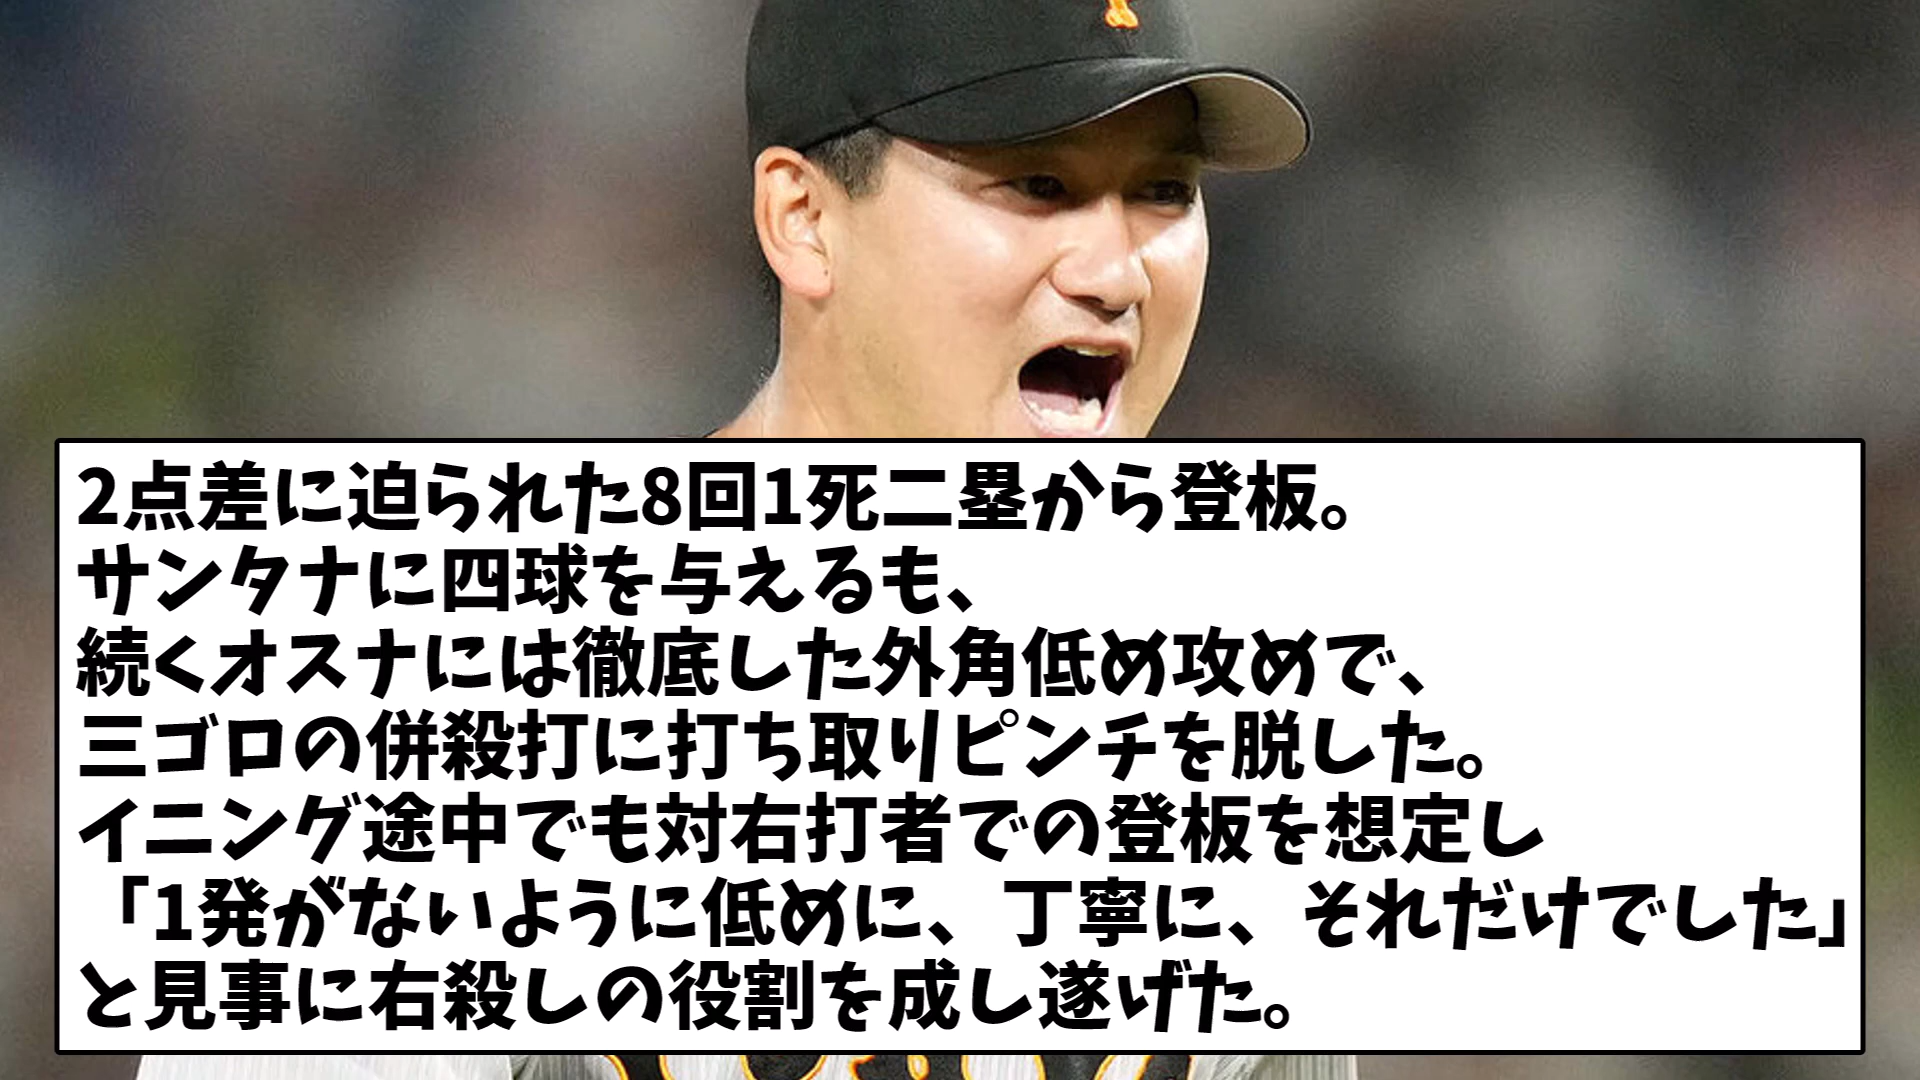 2点差に迫られた8回1死二塁から登板。
サンタナに四球を与えるも、
続くオスナには徹底した外角低め攻めで、
三ゴロの併殺打に打ち取りピンチを脱した。
イニング途中でも対右打者での登板を想定し
「1発がないように低めに、丁寧に、それだけでした」
と見事に右殺しの役割を成し遂げた。